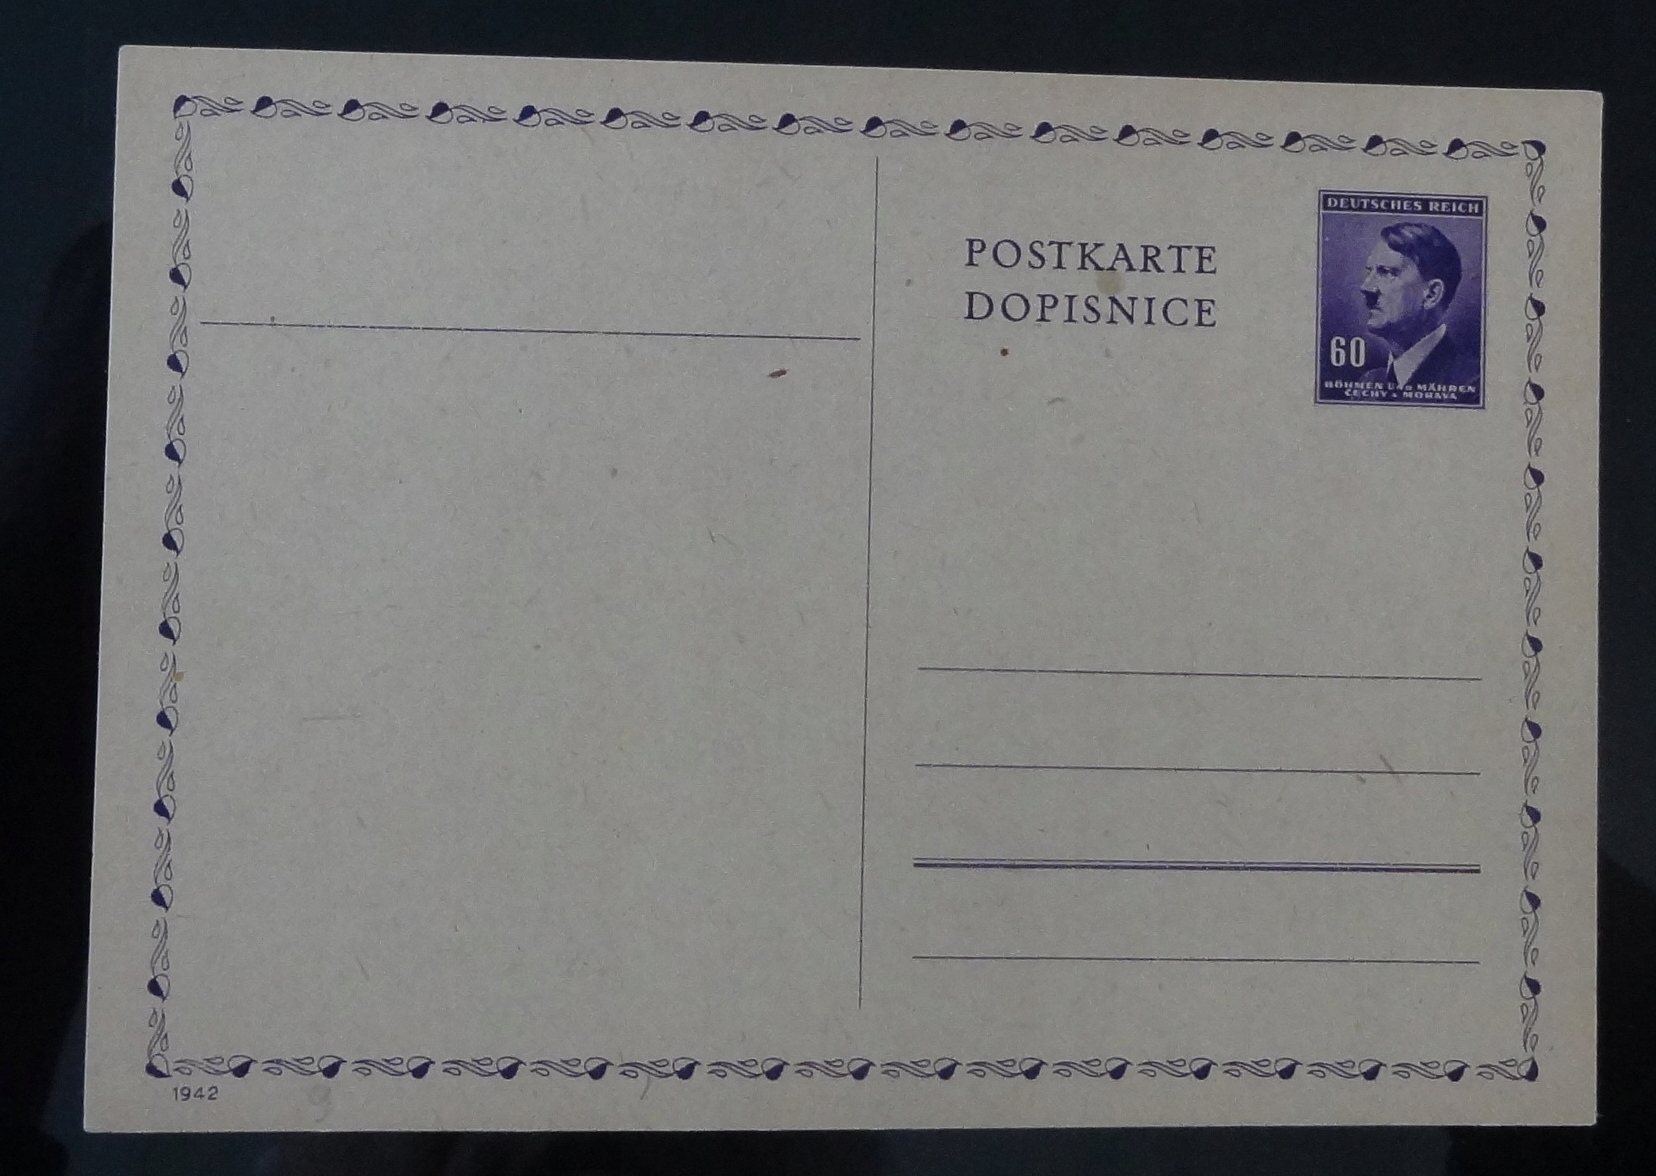 POSTKARTE
DOPISNICE
DEUTSCHES REICH
60
BÖHMEN UND MÄHREN
ČECHY A MORAVA
1942